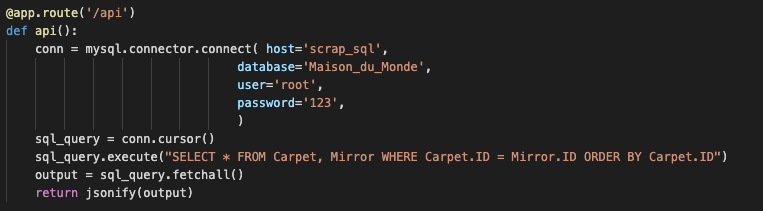 @app.route('/api')
def api():
    conn = mysql.connector.connect( host='scrap_sql',
                                database='Maison_du_Monde',
                                user='root',
                                password='123',
                                )
    sql_query = conn.cursor()
    sql_query.execute("SELECT * FROM Carpet, Mirror WHERE Carpet.ID = Mirror.ID ORDER BY Carpet.ID")
    output = sql_query.fetchall()
    return jsonify(output)